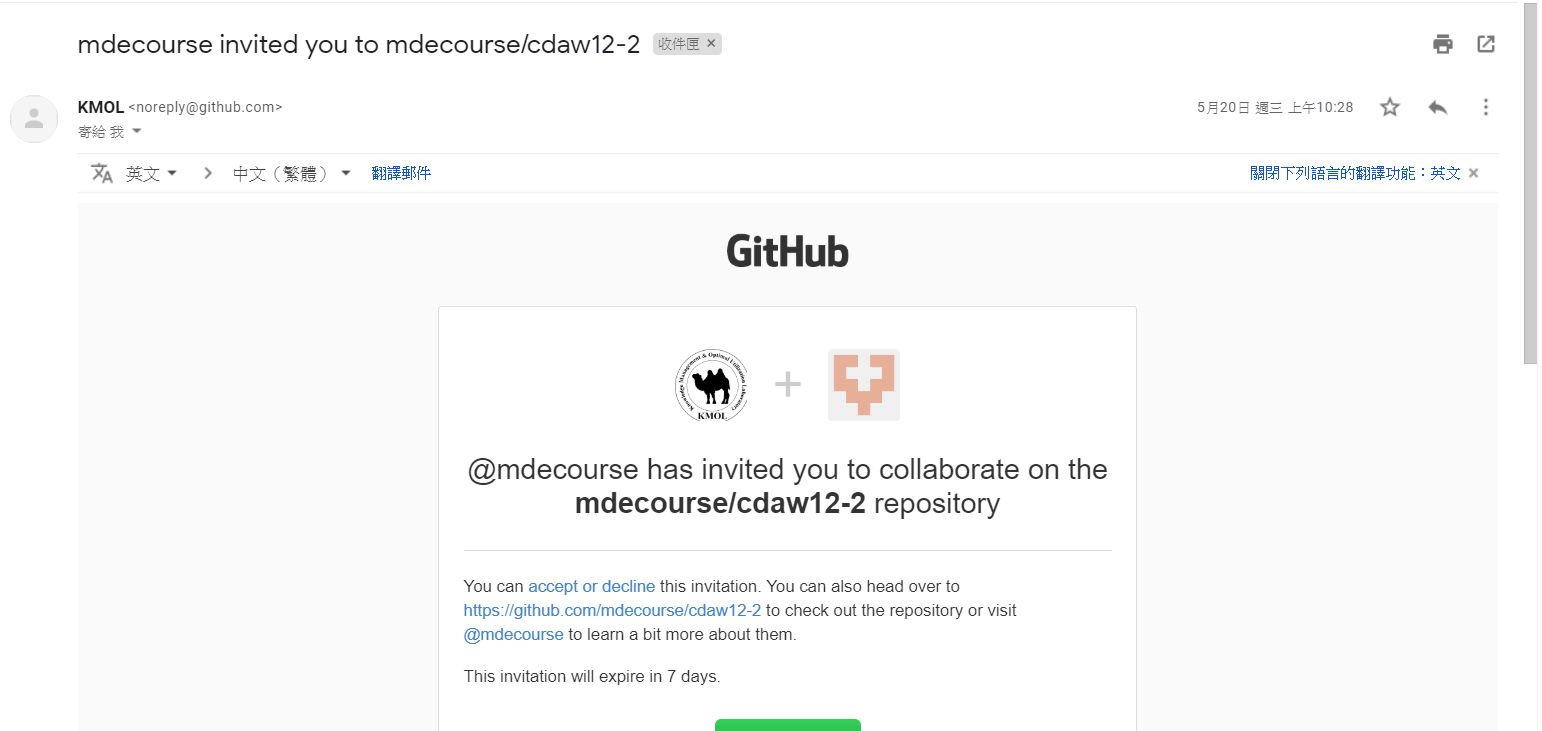 mdecourse invited you to mdecourse/cdaw12-2 收件匣 ×
KMOL <noreply@github.com>
5月20日 週三 上午10:28
寄給 我
英文 > 中文（繁體） 翻譯郵件
關閉下列語言的翻譯功能：英文 ×
GitHub
Knowledge Management & Optimal Utilization Laboratory
KMOL
@mdecourse has invited you to collaborate on the
mdecourse/cdaw12-2 repository
You can accept or decline this invitation. You can also head over to
https://github.com/mdecourse/cdaw12-2 to check out the repository or visit
@mdecourse to learn a bit more about them.
This invitation will expire in 7 days.